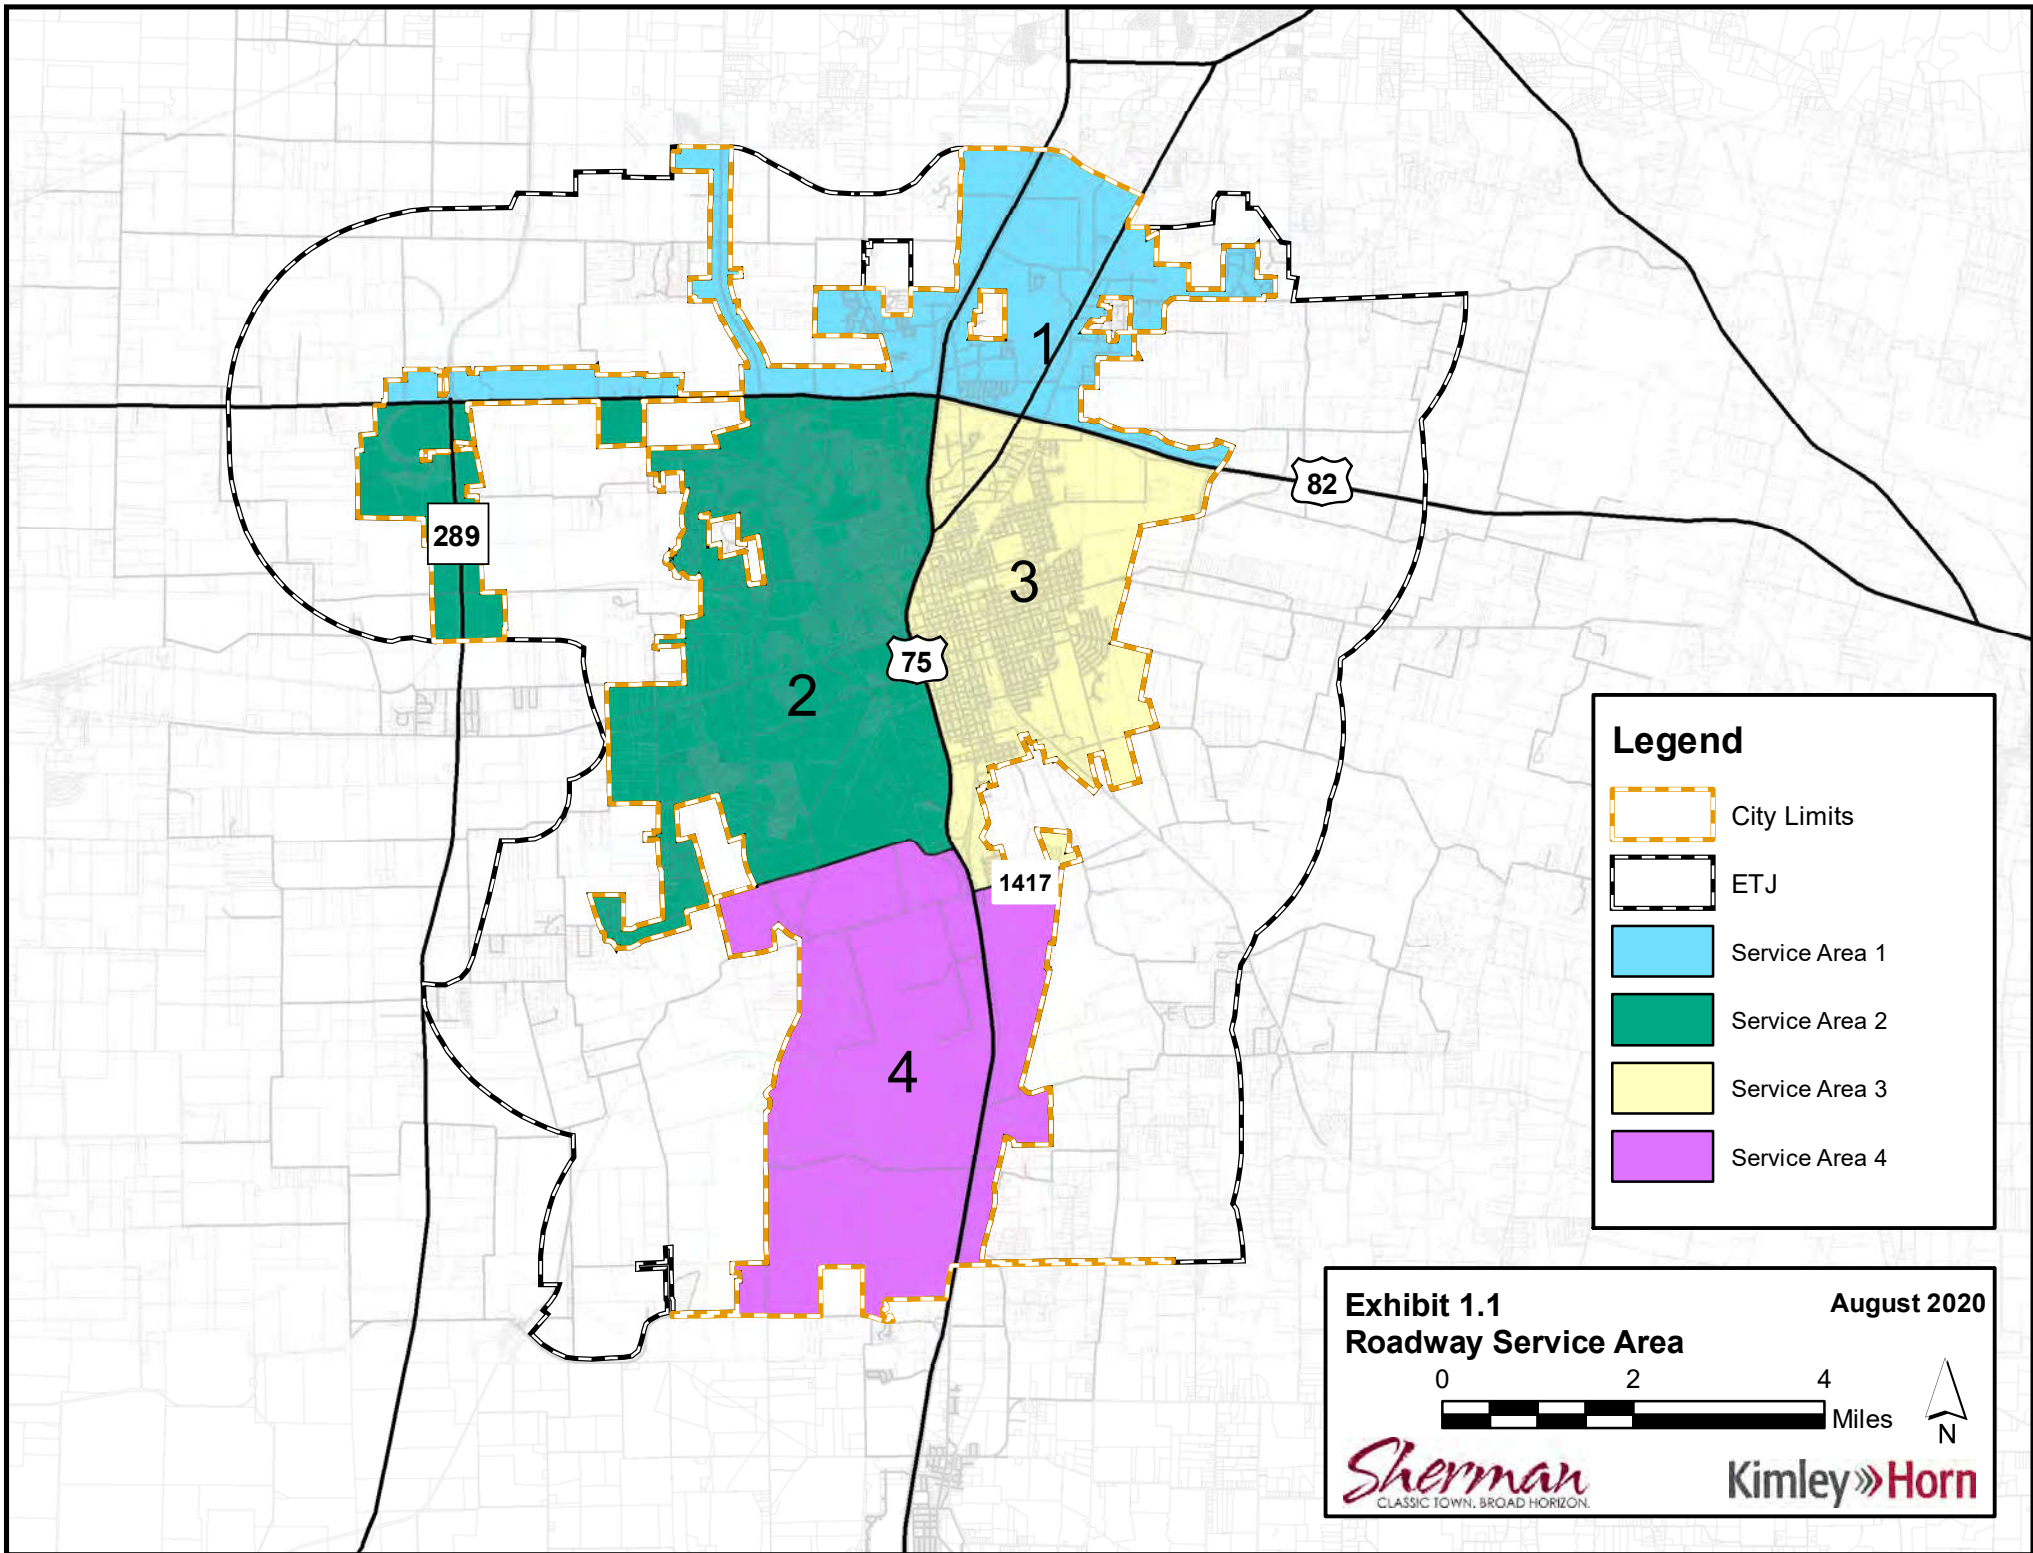 1
82
289
3
75
2
1417
4
Legend
City Limits
ETJ
Service Area 1
Service Area 2
Service Area 3
Service Area 4
Exhibit 1.1
August 2020
Roadway Service Area
0 2 4
Miles
N
Sherman
CLASSIC TOWN. BROAD HORIZON.
Kimley»Horn